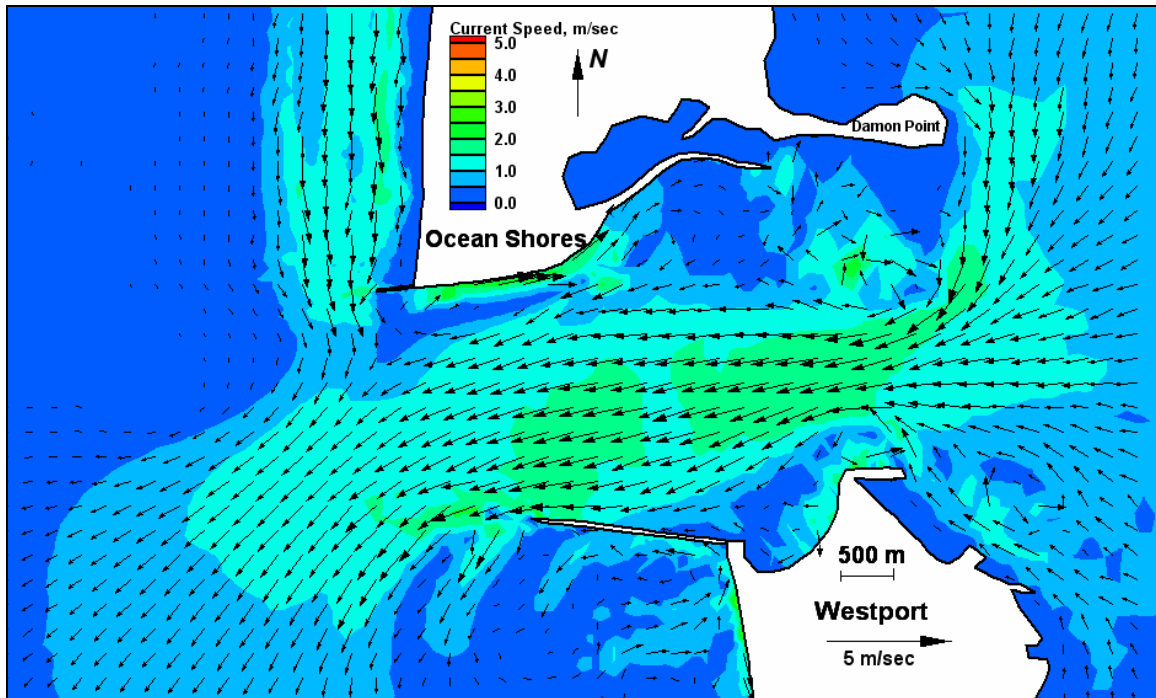 Current Speed, m/sec
5.0
4.0
3.0
2.0
1.0
0.0
N
Damon Point
Ocean Shores
500 m
Westport
5 m/sec